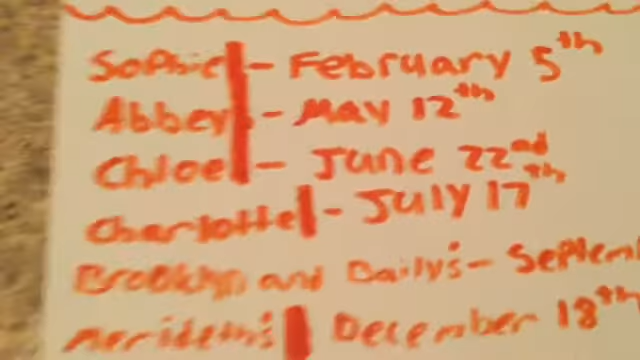 Sophie - February 5th
Abbey - May 12th
Chloe - June 22nd
Charlotte - July 17th
Brooklyn and Baily's - Septem
Merideth's December 18th